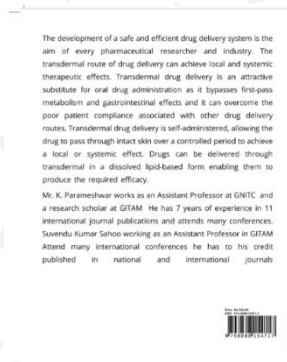 The development of a safe and efficient drug delivery system is the
aim of every pharmaceutical researcher and industry. The
transdermal route of drug delivery can achieve local and systemic
therapeutic effects. Transdermal drug delivery is an attractive
substitute for oral drug administration as it bypasses first-pass
metabolism and gastrointestinal effects and it can overcome the
poor patient compliance associated with other drug delivery
routes. Transdermal drug delivery is self-administered, allowing the
drug to pass through intact skin over a controlled period to achieve
a local or systemic effect. Drugs can be delivered through
transdermal in a dissolved lipid-based form enabling them to
produce the required efficacy.
Mr. K. Parameshwar works as an Assistant Professor at GNITC and
a research scholar at GITAM He has 7 years of experience in 11
international journal publications and attends many conferences.
Suvendu Kumar Sahoo working as an Assistant Professor in GITAM
Attend many international conferences he has to his credit
published in national and international journals